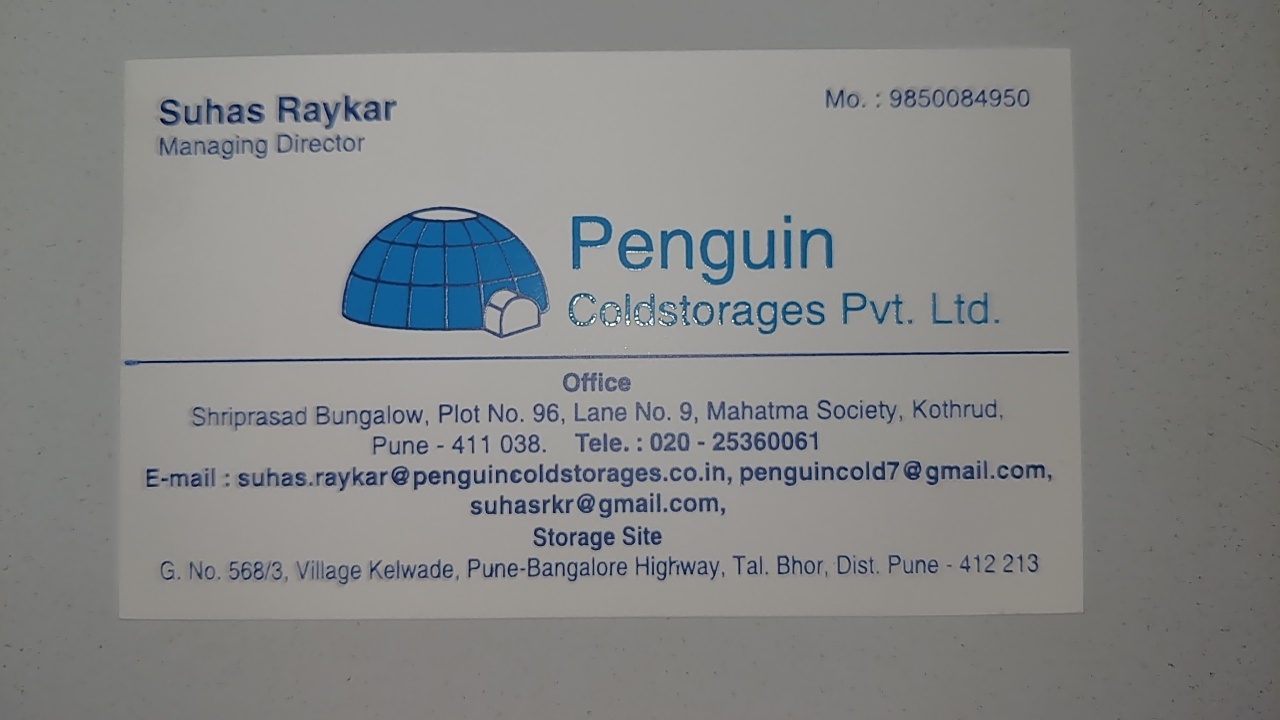 Suhas Raykar
Managing Director
Mo. : 9850084950
Penguin
Coldstorages Pvt. Ltd.
Office
Shriprasad Bungalow, Plot No. 96, Lane No. 9, Mahatma Society, Kothrud,
Pune - 411 038. Tele. : 020 - 25360061
E-mail : suhas.raykar@penguincoldstorages.co.in, penguincold7@gmail.com,
suhasrkr@gmail.com,
Storage Site
G. No. 568/3, Village Kelwade, Pune-Bangalore Highway, Tal. Bhor, Dist. Pune - 412 213